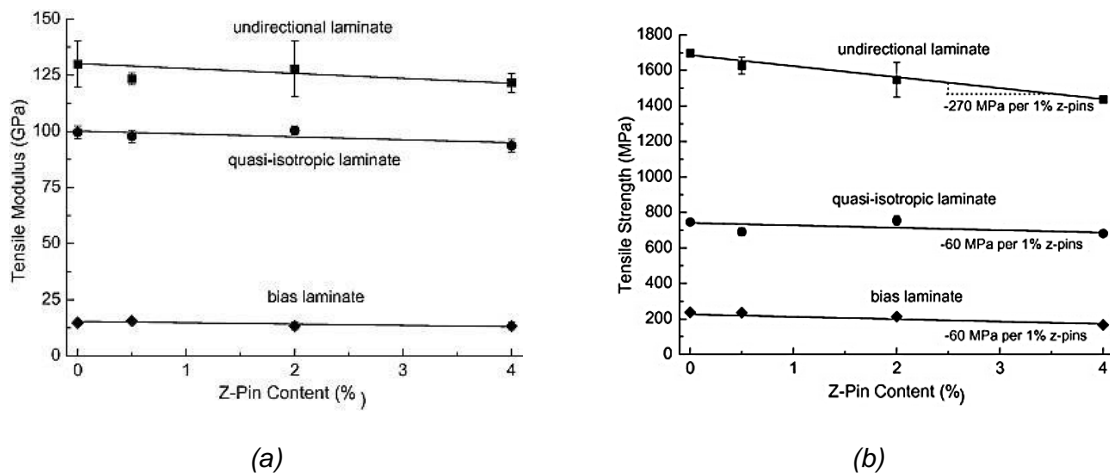 150
125
100
75
50
25
0
Tensile Modulus (GPa)
undirectional laminate
quasi-isotropic laminate
bias laminate
0 2 4
Z-Pin Content (%)
(a)
1800
1600
1400
1200
1000
800
600
400
200
0
Tensile Strength (MPa)
undirectional laminate
-270 MPa per 1% z-pins
quasi-isotropic laminate
-60 MPa per 1% z-pins
bias laminate
-60 MPa per 1% z-pins
0 1 2 3 4
Z-Pin Content (%)
(b)